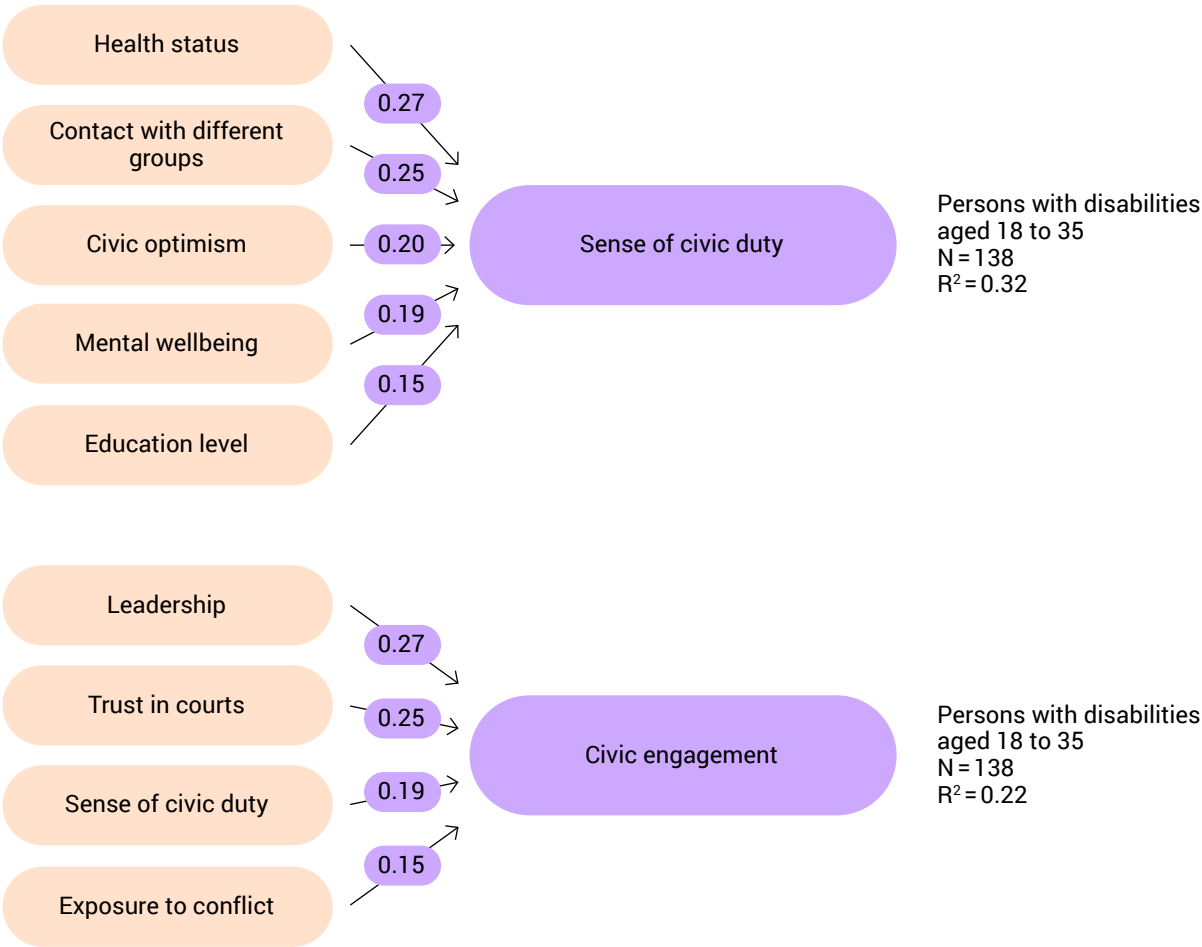 Health status
0.27
Contact with different
groups
0.25
Civic optimism
0.20
Mental wellbeing
0.19
Education level
0.15
Sense of civic duty
Persons with disabilities
aged 18 to 35
N = 138
R² = 0.32
Leadership
0.27
Trust in courts
0.25
Sense of civic duty
0.19
Exposure to conflict
0.15
Civic engagement
Persons with disabilities
aged 18 to 35
N = 138
R² = 0.22